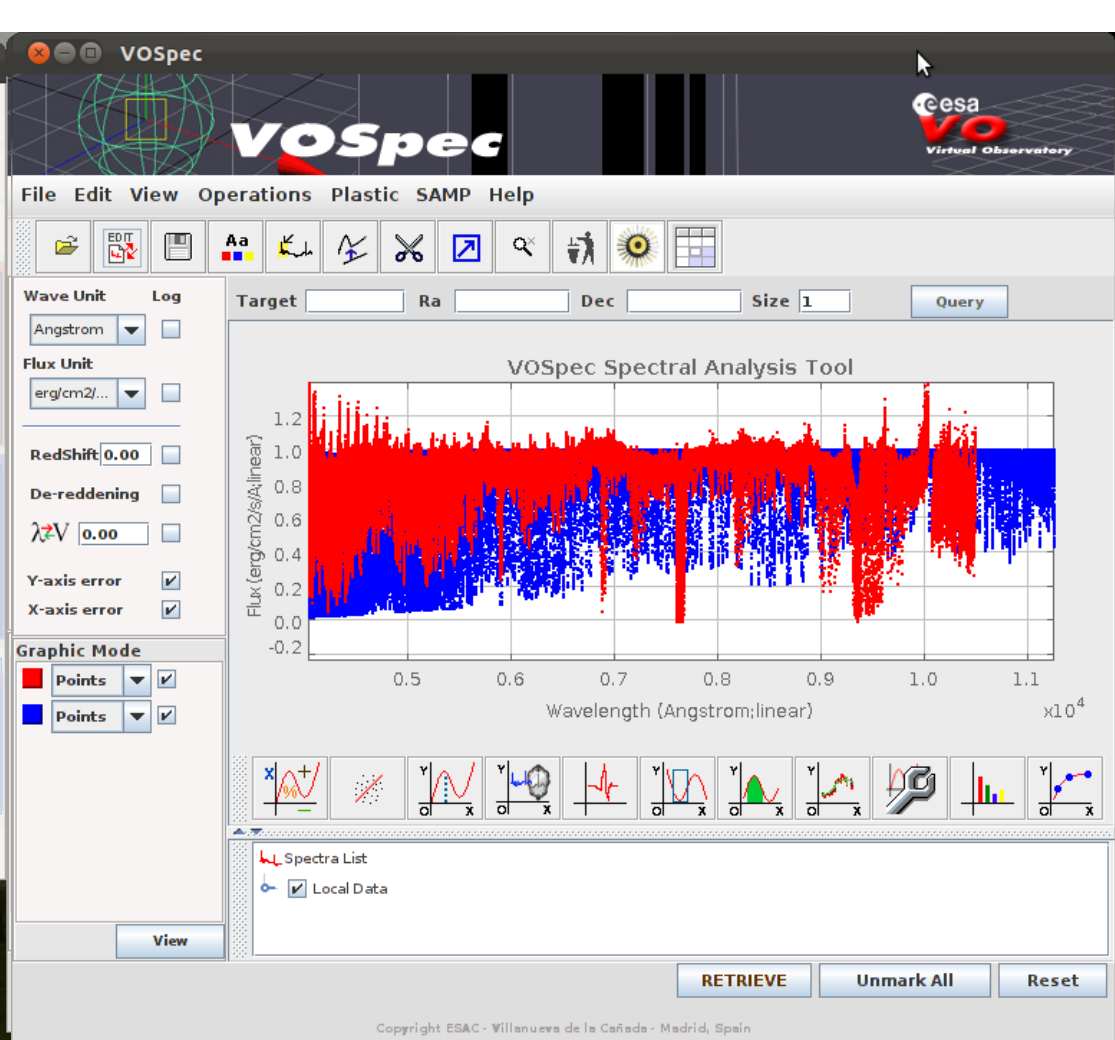 VOSpec
VOSpec
esa
VO
Virtual Observatory
File Edit View Operations Plastic SAMP Help
EDIT
Aa
Wave Unit Log
Target Ra Dec Size 1 Query
Angstrom
Flux Unit
erg/cm2/...
RedShift 0.00
De-reddening
λ⇄V 0.00
Y-axis error
X-axis error
VOSpec Spectral Analysis Tool
1.2
1.0
0.8
0.6
0.4
0.2
0.0
-0.2
Flux(erg/cm2/s/A;linear)
0.5 0.6 0.7 0.8 0.9 1.0 1.1
Wavelength (Angstrom;linear) x10⁴
Graphic Mode
Points
Points
X + % −
Y O X
Y O X
Y O X
Y O X
Y O X
Y O X
Spectra List
Local Data
View
RETRIEVE Unmark All Reset
Copyright ESAC - Villanueva de la Cañada - Madrid, Spain